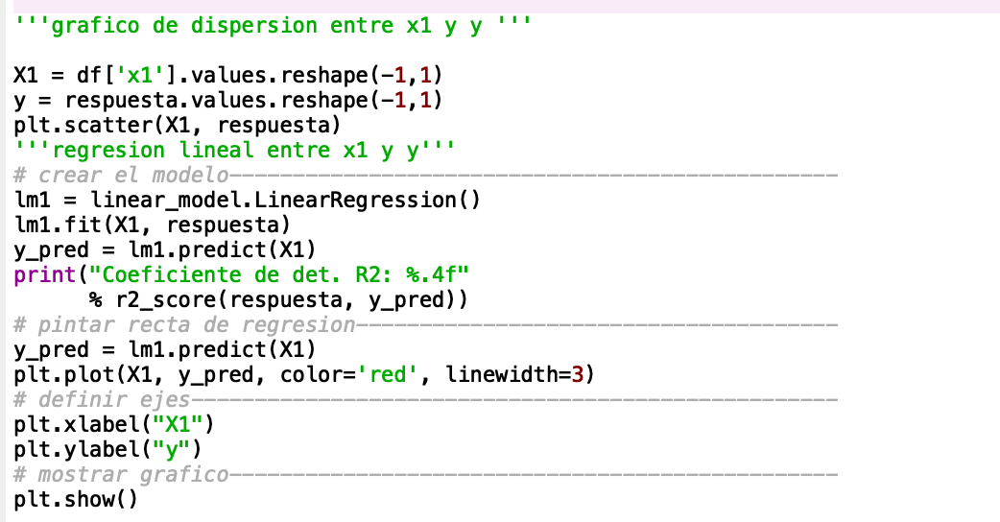 '''grafico de dispersion entre x1 y y '''
X1 = df['x1'].values.reshape(-1,1)
y = respuesta.values.reshape(-1,1)
plt.scatter(X1, respuesta)
'''regresion lineal entre x1 y y'''
# crear el modelo------------------------------------------------
lm1 = linear_model.LinearRegression()
lm1.fit(X1, respuesta)
y_pred = lm1.predict(X1)
print("Coeficiente de det. R2: %.4f"
      % r2_score(respuesta, y_pred))
# pintar recta de regresion--------------------------------------
y_pred = lm1.predict(X1)
plt.plot(X1, y_pred, color='red', linewidth=3)
# definir ejes---------------------------------------------------
plt.xlabel("X1")
plt.ylabel("y")
# mostrar grafico------------------------------------------------
plt.show()